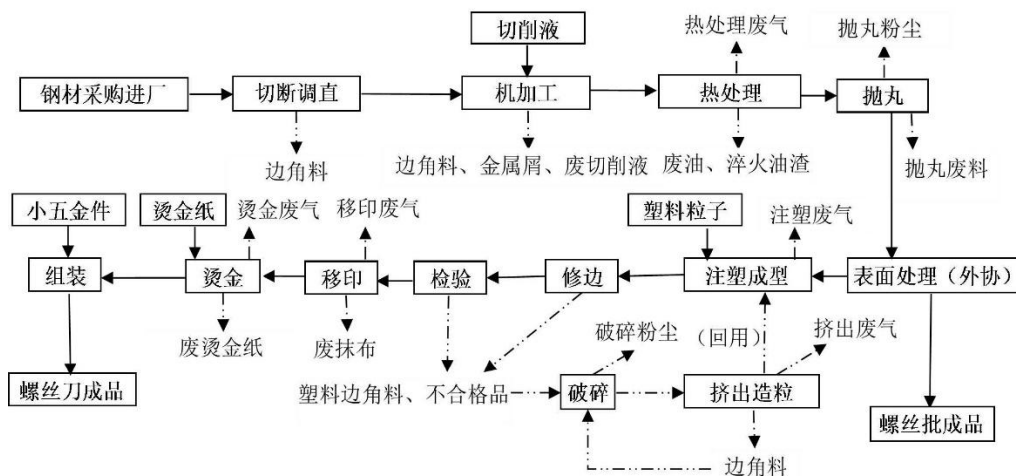 切削液
热处理废气
抛丸粉尘
钢材采购进厂
切断调直
机加工
热处理
抛丸
边角料
边角料、金属屑、废切削液
废油、淬火油渣
抛丸废料
小五金件
烫金纸
烫金废气
移印废气
塑料粒子
注塑废气
组装
烫金
移印
检验
修边
注塑成型
表面处理（外协）
废烫金纸
废抹布
破碎粉尘
（回用）
挤出废气
螺丝刀成品
塑料边角料、不合格品
破碎
挤出造粒
螺丝批成品
边角料